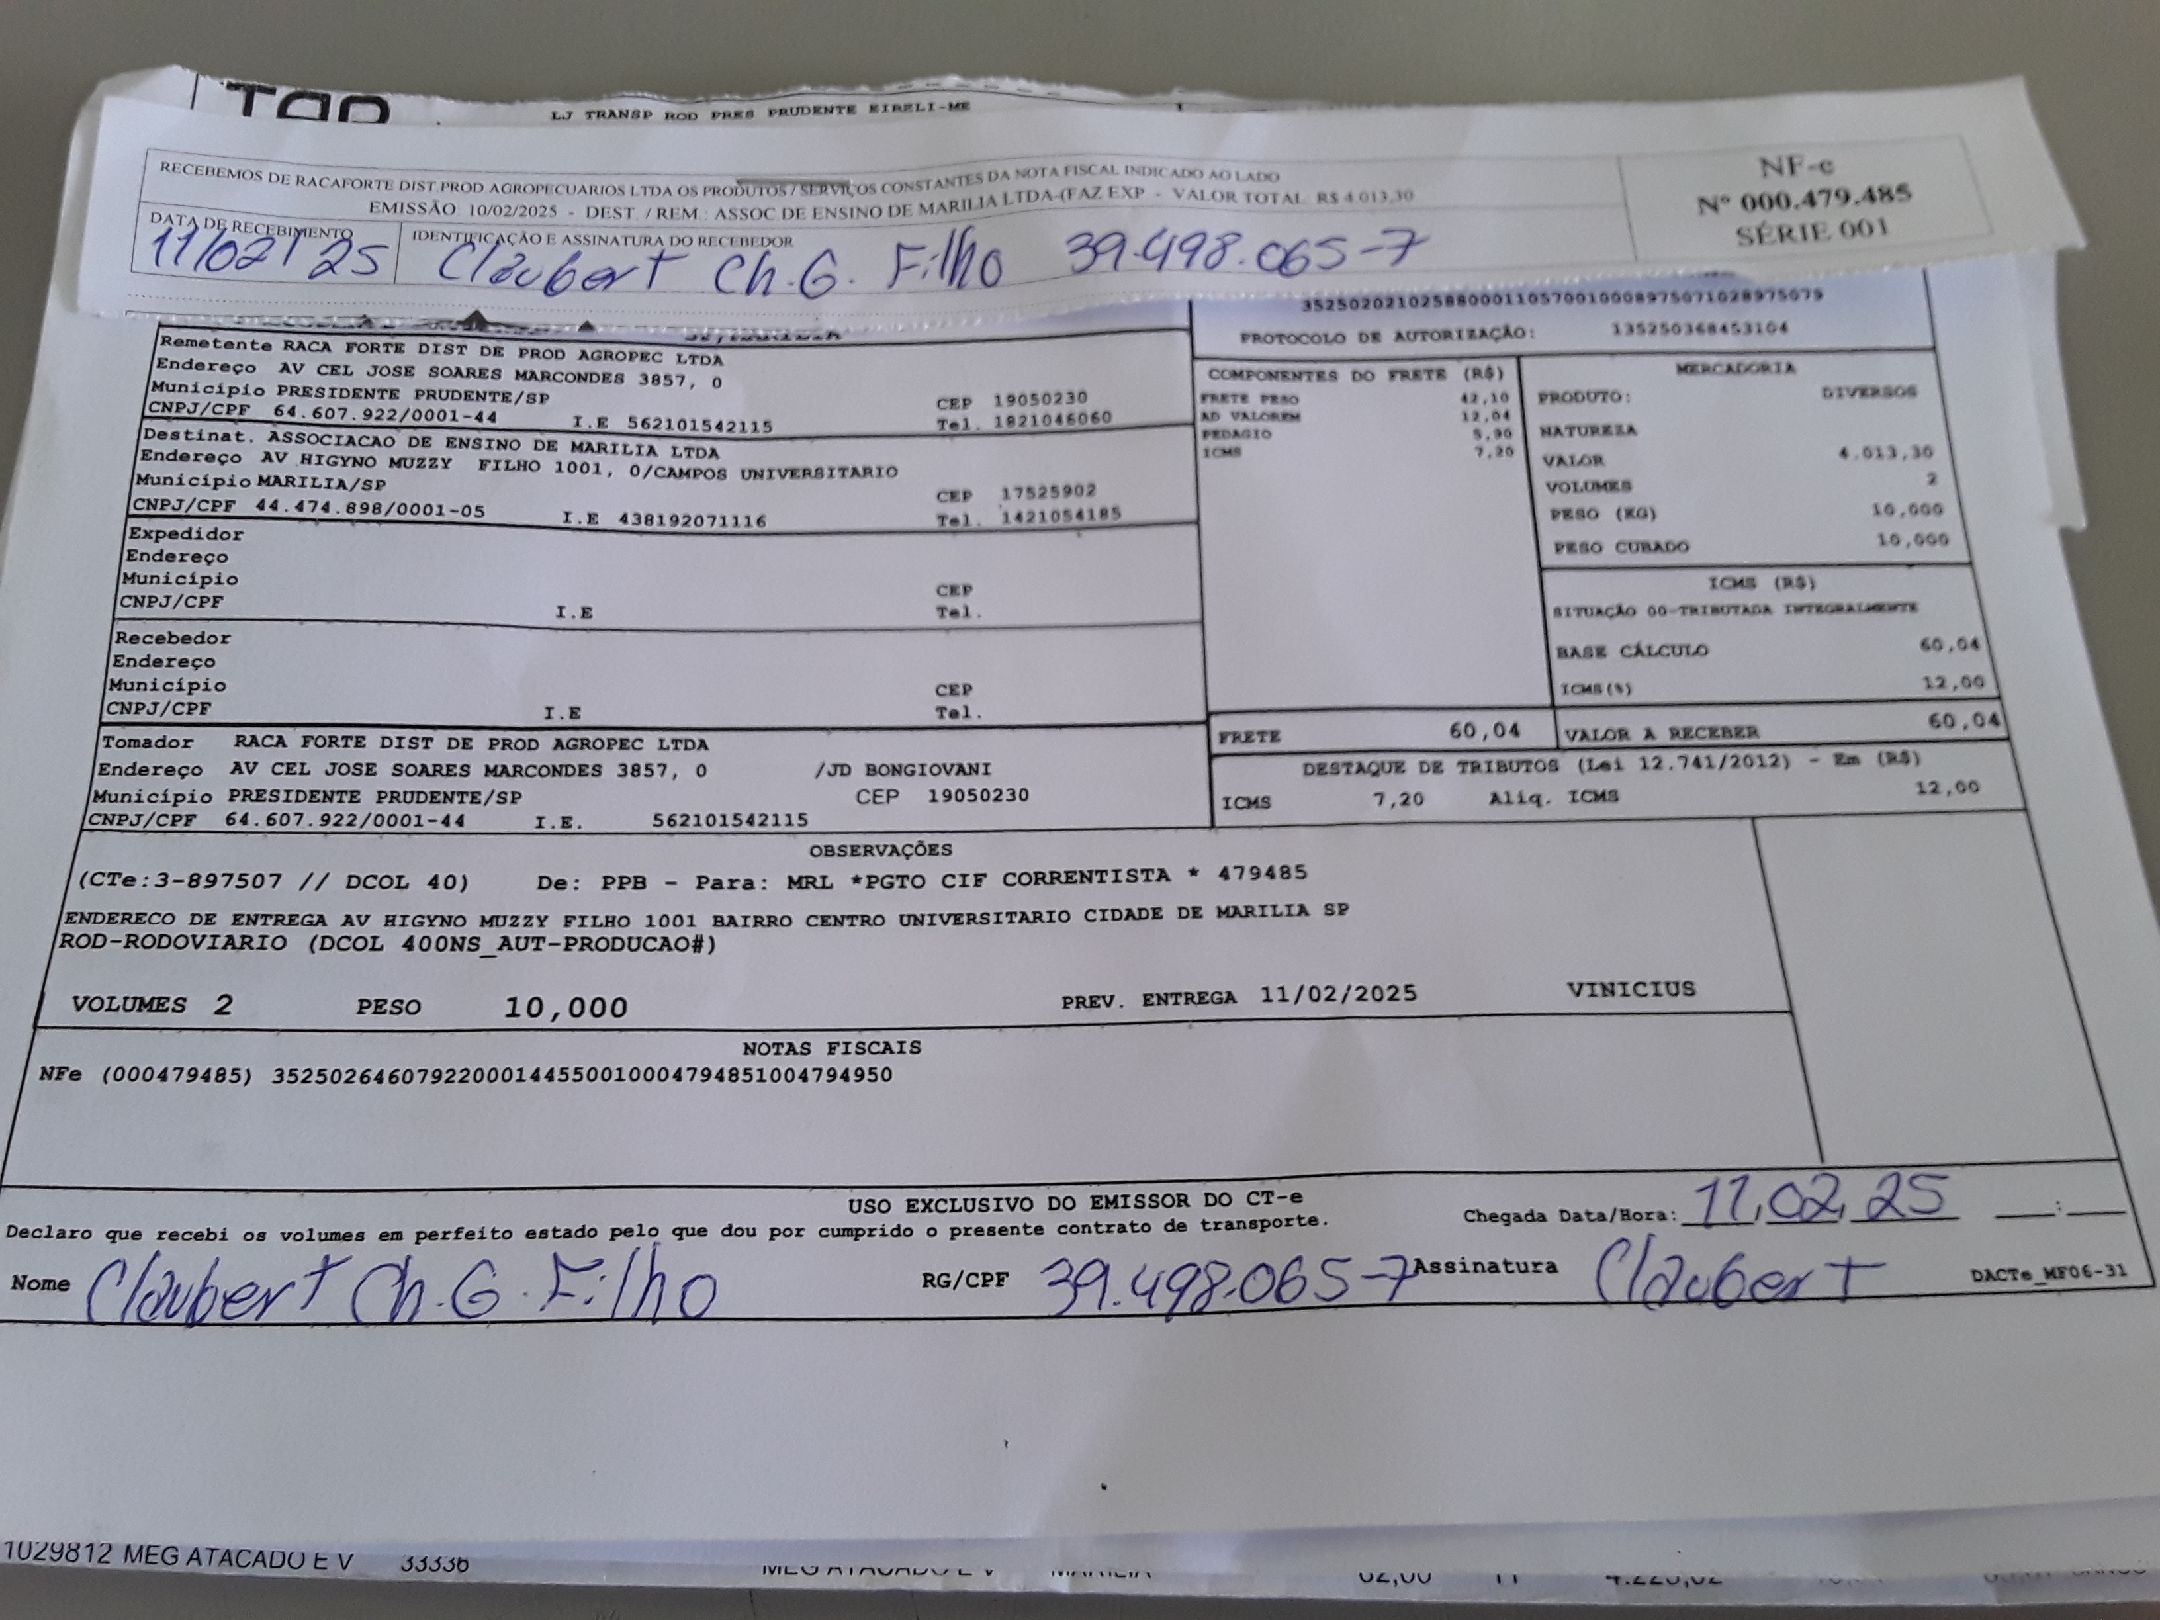 LJ TRANSP ROD PRES PRUDENTE EIRELI-ME 1
RECEBEMOS DE RACAFORTE DIST.PROD.AGROPECUARIOS LTDA OS PRODUTOS / SERVIÇOS CONSTANTES DA NOTA FISCAL INDICADO AO LADO
EMISSÃO: 10/02/2025 - DEST. / REM.: ASSOC DE ENSINO DE MARILIA LTDA-(FAZ EXP - VALOR TOTAL: R$ 4.013,30
NF-e
Nº 000.479.485
SÉRIE 001
DATA DE RECEBIMENTO
11/02/25
IDENTIFICAÇÃO E ASSINATURA DO RECEBEDOR
Claubert Ch.G. Filho 39.498.065-7
35250202102588000110570010008975071028975079
PROTOCOLO DE AUTORIZAÇÃO: 135250368453104
Remetente RACA FORTE DIST DE PROD AGROPEC LTDA
Endereço AV CEL JOSE SOARES MARCONDES 3857, 0
Município PRESIDENTE PRUDENTE/SP CEP 19050230
CNPJ/CPF 64.607.922/0001-44 I.E 562101542115 Tel. 1821046060
Destinat. ASSOCIACAO DE ENSINO DE MARILIA LTDA
Endereço AV HIGYNO MUZZY FILHO 1001, 0/CAMPOS UNIVERSITARIO
Município MARILIA/SP CEP 17525902
CNPJ/CPF 44.474.898/0001-05 I.E 438192071116 Tel. 1421054185
Expedidor
Endereço
Município CEP
CNPJ/CPF I.E Tel.
Recebedor
Endereço
Município CEP
CNPJ/CPF I.E Tel.
Tomador RACA FORTE DIST DE PROD AGROPEC LTDA
Endereço AV CEL JOSE SOARES MARCONDES 3857, 0 /JD BONGIOVANI
Município PRESIDENTE PRUDENTE/SP CEP 19050230
CNPJ/CPF 64.607.922/0001-44 I.E. 562101542115
COMPONENTES DO FRETE (R$)
FRETE PESO 42,10
AD VALOREM 12,04
PEDAGIO 5,90
ICMS 7,20
MERCADORIA
PRODUTO: DIVERSOS
NATUREZA
VALOR 4.013,30
VOLUMES 2
PESO (KG) 10,000
PESO CUBADO 10,000
ICMS (R$)
SITUAÇÃO 00-TRIBUTADA INTEGRALMENTE
BASE CÁLCULO 60,04
ICMS(%) 12,00
FRETE 60,04 VALOR A RECEBER 60,04
DESTAQUE DE TRIBUTOS (Lei 12.741/2012) - Em (R$)
ICMS 7,20 Aliq. ICMS 12,00
OBSERVAÇÕES
(CTe:3-897507 // DCOL 40) De: PPB - Para: MRL *PGTO CIF CORRENTISTA * 479485
ENDERECO DE ENTREGA AV HIGYNO MUZZY FILHO 1001 BAIRRO CENTRO UNIVERSITARIO CIDADE DE MARILIA SP
ROD-RODOVIARIO (DCOL 400NS_AUT-PRODUCAO#)
VOLUMES 2 PESO 10,000 PREV. ENTREGA 11/02/2025 VINICIUS
NOTAS FISCAIS
NFe (000479485) 35250264607922000144550010004794851004794950
USO EXCLUSIVO DO EMISSOR DO CT-e
Declaro que recebi os volumes em perfeito estado pelo que dou por cumprido o presente contrato de transporte.
Chegada Data/Hora: 11,02,25 __:__
Nome Claubert Ch.G. Filho RG/CPF 39.498.065-7 Assinatura Claubert DACTe_MF06-31
1029812 MEG ATACADO E V 33336